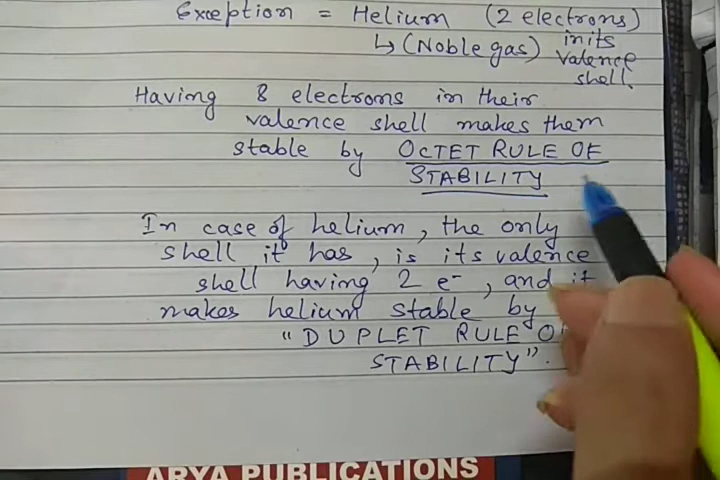 Exception = Helium (2 electrons)
↳ (Noble gas) in its
valence
shell.
Having 8 electrons in their
valence shell makes them
stable by OCTET RULE OF
STABILITY
In case of helium, the only
shell it has, is its valence
shell having 2 e⁻, and it
makes helium stable by
"DUPLET RULE OF
STABILITY".
ARYA PUBLICATIONS